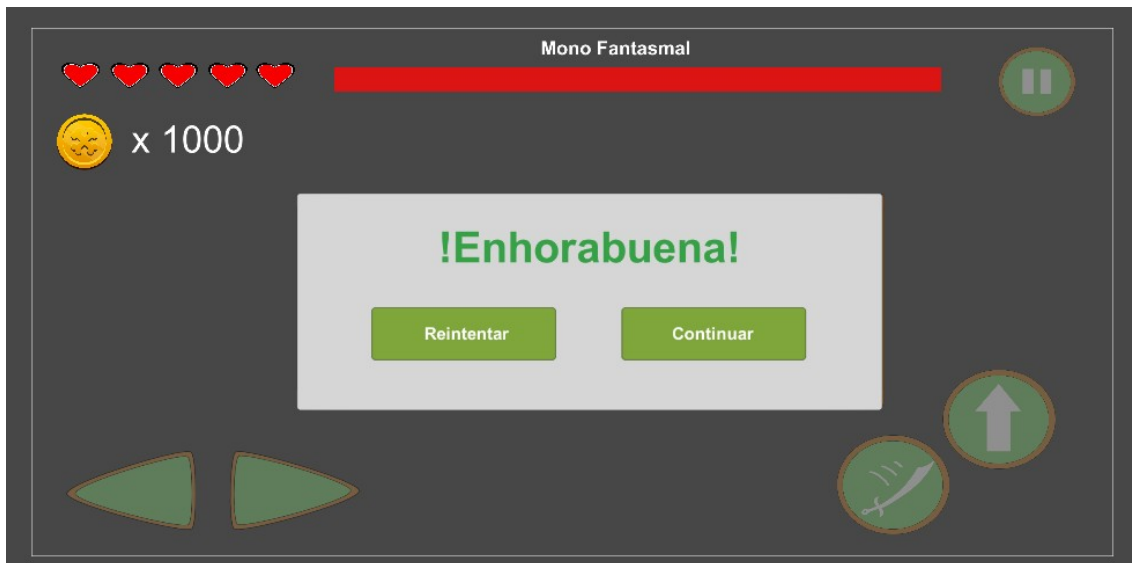 Mono Fantasmal
x 1000
!Enhorabuena!
Reintentar
Continuar